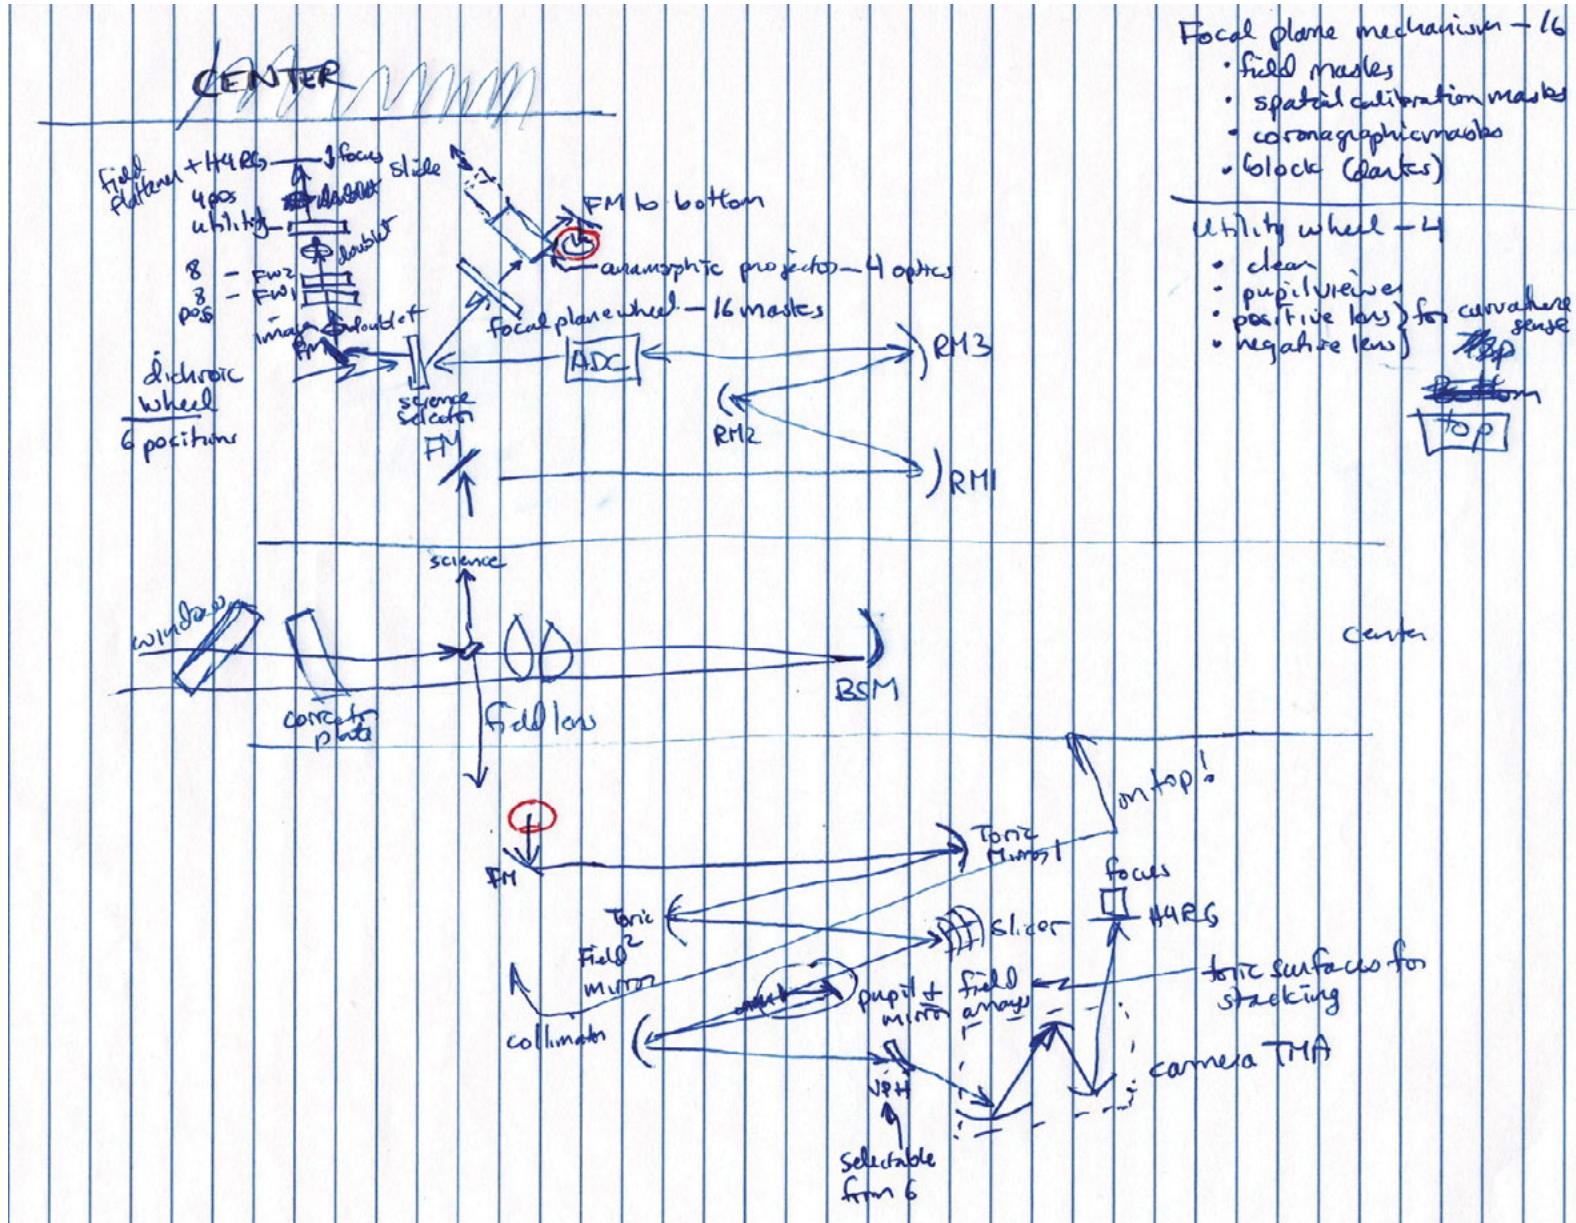 CENTER
Focal plane mechanism - 16
• field masks
• spatial calibration masks
• coronagraphic masks
• block (darks)
Utility wheel - 4
• clear
• pupil viewer
• positive lens } for curvature
sense
• negative lens }
top
Field
flattener + H4RG
focus
4 pos
utility
doublet
8 - FW2
8 - FW1
pos
doublet
FM
dichroic
wheel
6 positions
slide
FM to bottom
anamorphic projector - 4 optics
focal plane wheel - 16 masks
science
selector
ADC
RM3
RM2
RM1
FM
science
window
corrector
plate
field lens
BSM
center
on top!
FM
Toric
Mirror 1
Toric
2
Field
mirror
slicer
focus
H4RG
pupil + field
mirror arrays
toric surfaces for
stacking
collimator
VPH
camera TMA
selectable
from 6